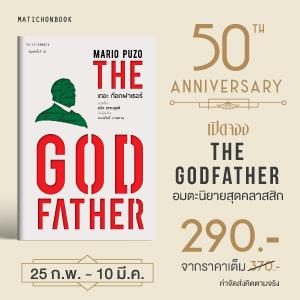 MATICHONBOOK
MARIO PUZO
THE
เดอะ ก็อดฟาเธอร์
GOD
FATHER
25 ก.พ. - 10 มี.ค.
50TH
ANNIVERSARY
เปิดจอง
THE
GODFATHER
อมตะนิยายสุดคลาสสิก
290.-
จากราคาเต็ม 370.-
ค่าจัดส่งคิดตามจริง